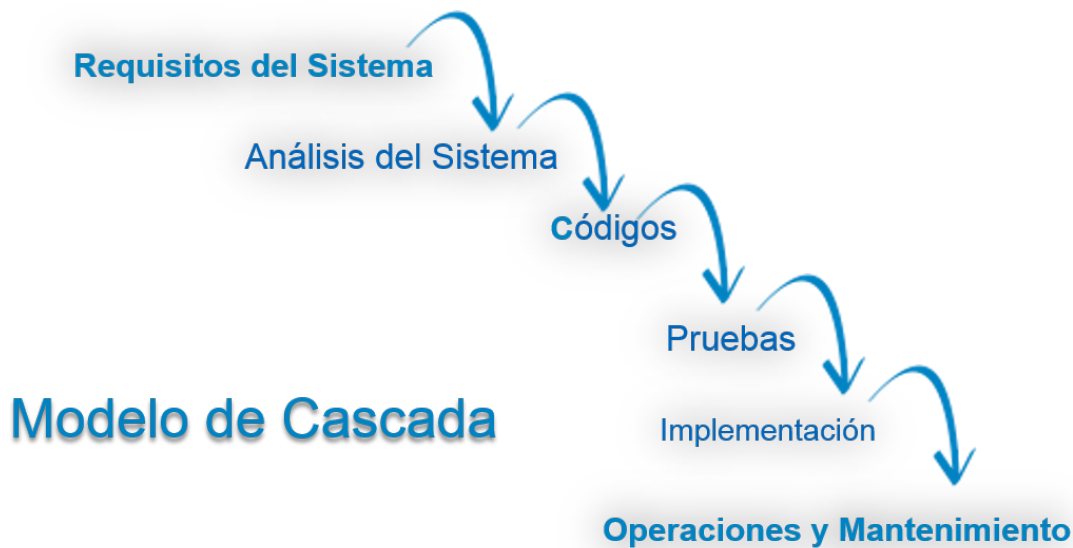 Requisitos del Sistema
Análisis del Sistema
Códigos
Pruebas
Modelo de Cascada
Implementación
Operaciones y Mantenimiento